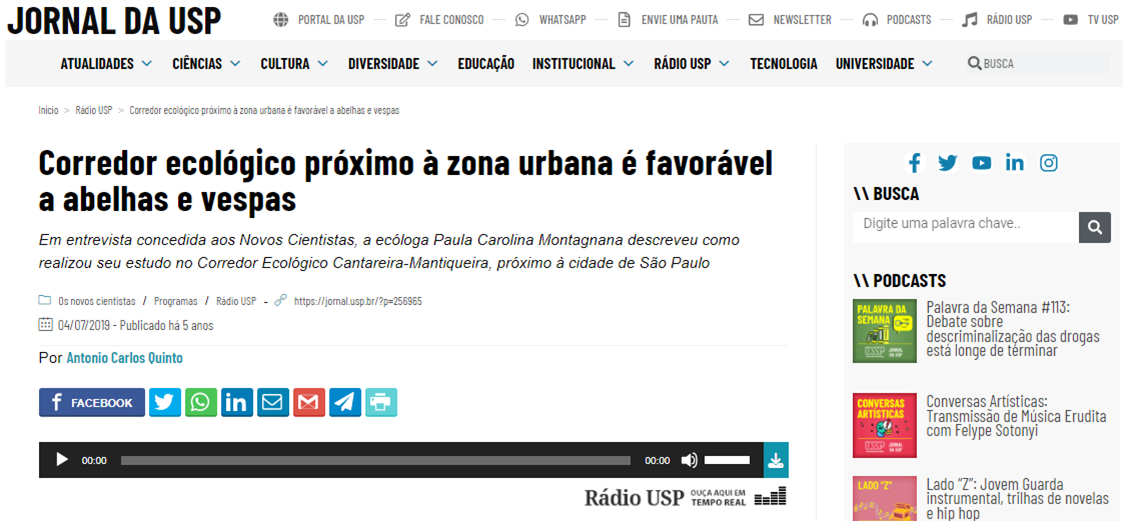 JORNAL DA USP
PORTAL DA USP — FALE CONOSCO — WHATSAPP — ENVIE UMA PAUTA — NEWSLETTER — PODCASTS — RÁDIO USP — TV USP
ATUALIDADES CIÊNCIAS CULTURA DIVERSIDADE EDUCAÇÃO INSTITUCIONAL RÁDIO USP TECNOLOGIA UNIVERSIDADE BUSCA
Início > Rádio USP > Corredor ecológico próximo à zona urbana é favorável a abelhas e vespas
Corredor ecológico próximo à zona urbana é favorável
a abelhas e vespas
Em entrevista concedida aos Novos Cientistas, a ecóloga Paula Carolina Montagnana descreveu como
realizou seu estudo no Corredor Ecológico Cantareira-Mantiqueira, próximo à cidade de São Paulo
Os novos cientistas / Programas / Rádio USP - https://jornal.usp.br/?p=256965
04/07/2019 - Publicado há 5 anos
Por Antonio Carlos Quinto
FACEBOOK
00:00 00:00
Rádio USP OUÇA AQUI EM
TEMPO REAL
\\ BUSCA
Digite uma palavra chave..
\\ PODCASTS
PALAVRA DA
SEMANA
JORNAL
DA USP
Palavra da Semana #113:
Debate sobre
descriminalização das drogas
está longe de terminar
CONVERSAS
ARTÍSTICAS
JORNAL
DA USP
Conversas Artísticas:
Transmissão de Música Erudita
com Felype Sotonyi
LADO "Z"
Lado “Z”: Jovem Guarda
instrumental, trilhas de novelas
e hip hop